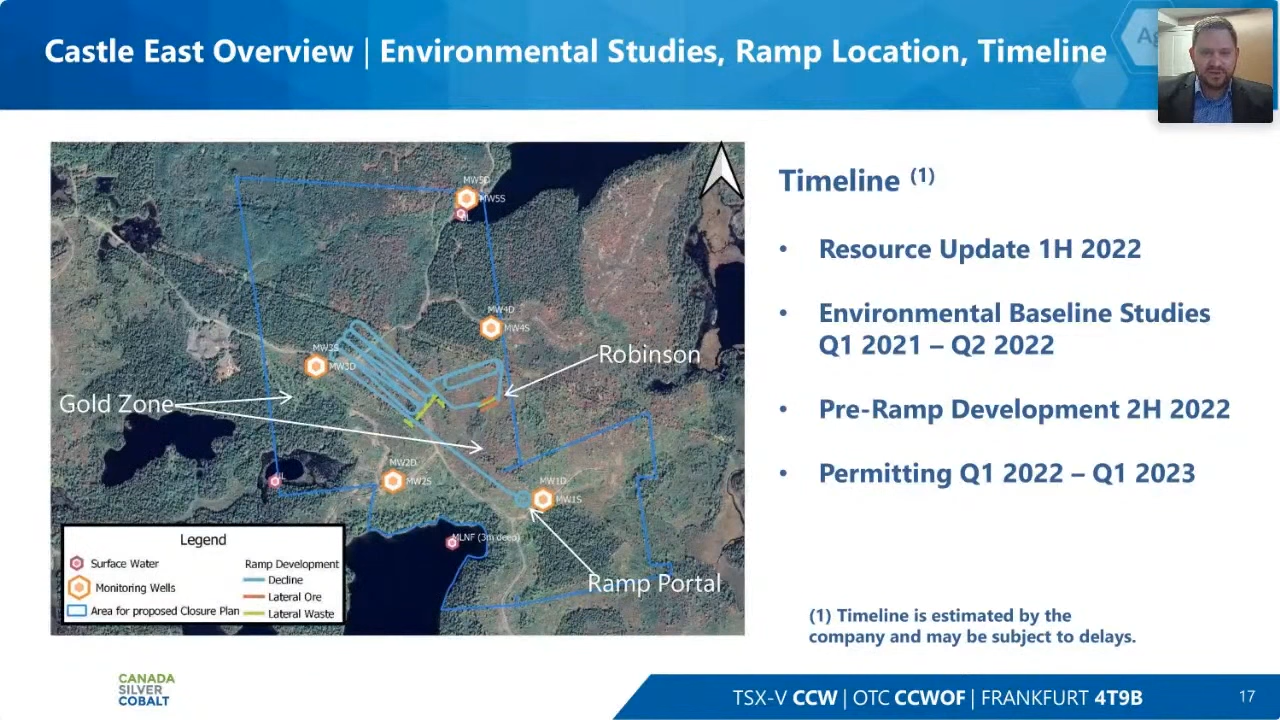 Castle East Overview | Environmental Studies, Ramp Location, Timeline
Ag
MW5D
MW5S
MW4D
MW4S
MW3S
MW3D
Robinson
Gold Zone
MW2D
MW2S
MW1D
MW1S
MLNF (3m deep)
Ramp Portal
Legend
Surface Water
Monitoring Wells
Area for proposed Closure Plan
Ramp Development
Decline
Lateral Ore
Lateral Waste
Timeline (1)
• Resource Update 1H 2022
• Environmental Baseline Studies
Q1 2021 – Q2 2022
• Pre-Ramp Development 2H 2022
• Permitting Q1 2022 – Q1 2023
(1) Timeline is estimated by the
company and may be subject to delays.
CANADA
SILVER
COBALT
TSX-V CCW | OTC CCWOF | FRANKFURT 4T9B
17